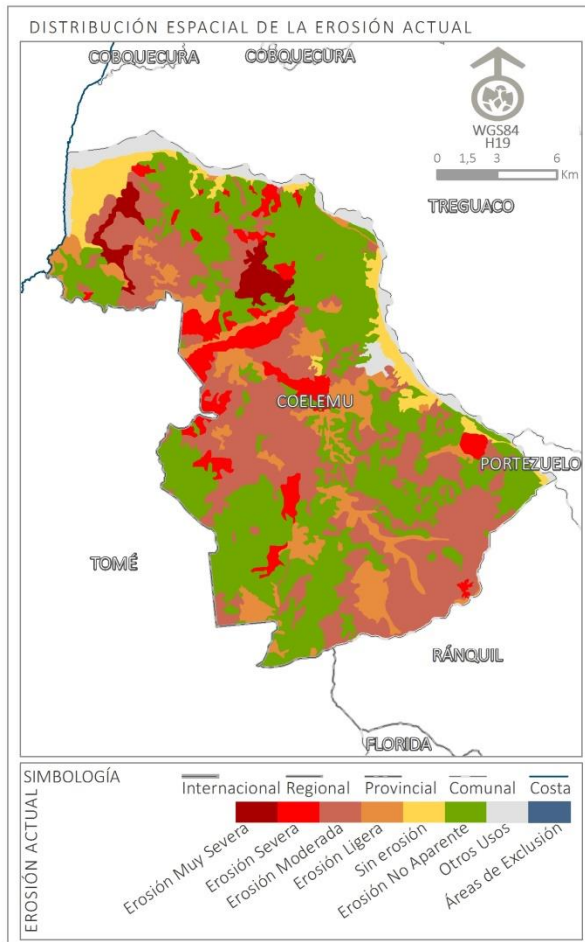 DISTRIBUCIÓN ESPACIAL DE LA EROSIÓN ACTUAL
COBQUECURA COBQUECURA
WGS84
H19
0 1,5 3 6
Km
TREGUACO
COELEMU
PORTEZUELO
TOMÉ
RÁNQUIL
FLORIDA
SIMBOLOGÍA
Internacional Regional Provincial Comunal Costa
EROSIÓN ACTUAL
Erosión Muy Severa
Erosión Severa
Erosión Moderada
Erosión Ligera
Sin erosión
Erosión No Aparente
Otros Usos
Áreas de Exclusión